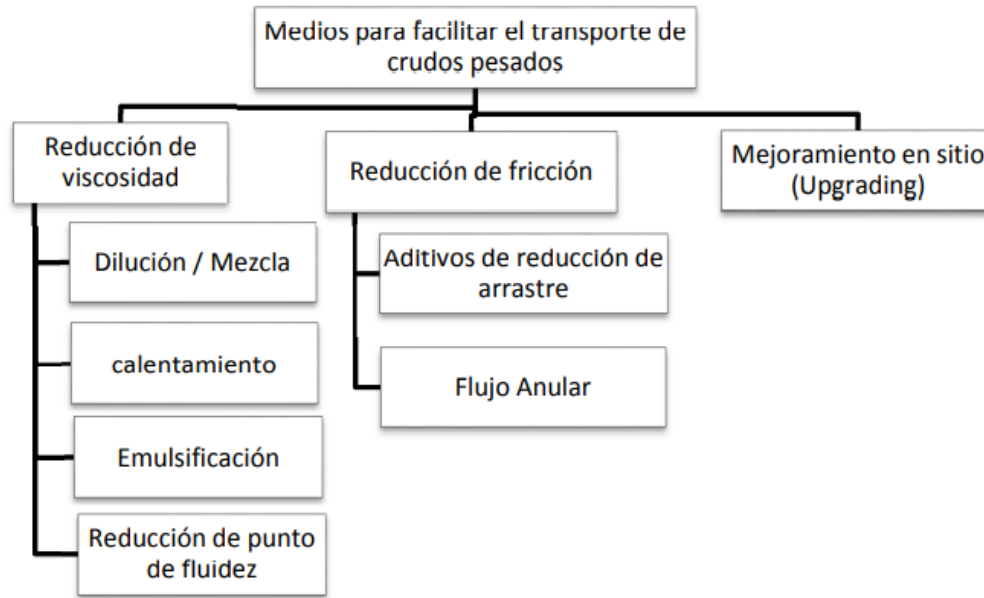 Medios para facilitar el transporte de
crudos pesados
Reducción de
viscosidad
Dilución / Mezcla
calentamiento
Emulsificación
Reducción de punto
de fluidez
Reducción de fricción
Aditivos de reducción de
arrastre
Flujo Anular
Mejoramiento en sitio
(Upgrading)